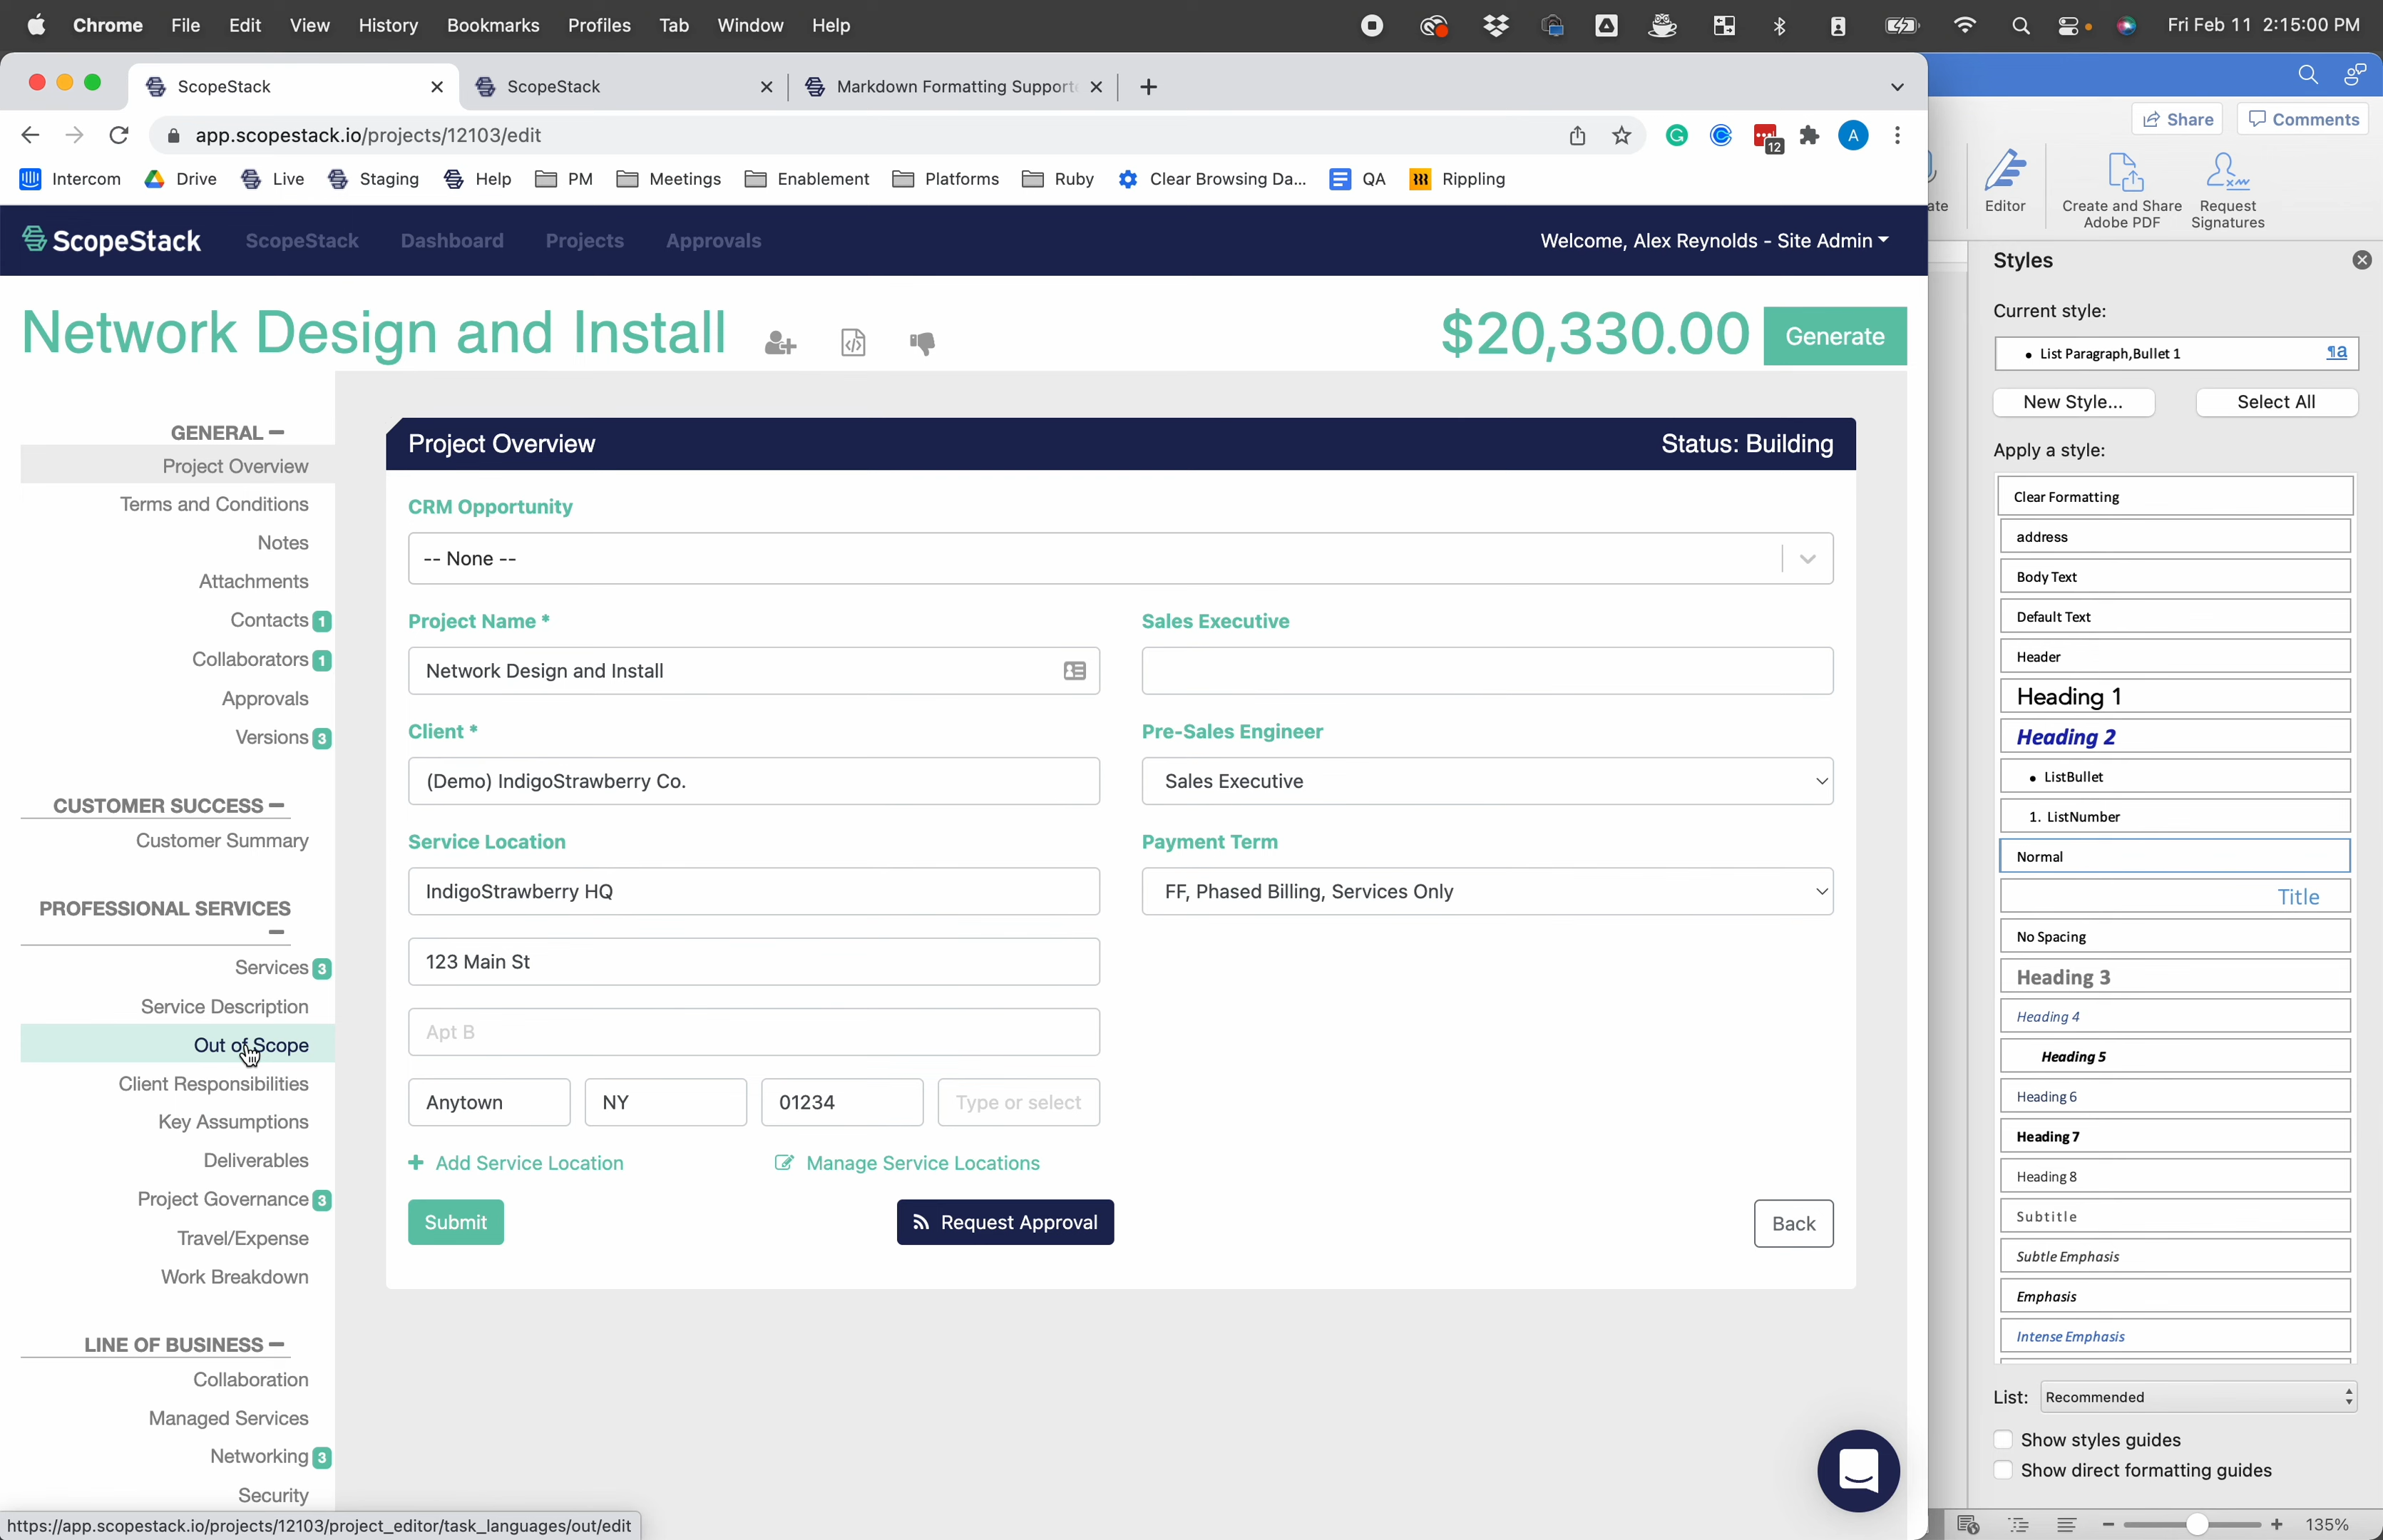 Chrome File Edit View History Bookmarks Profiles Tab Window Help Fri Feb 11 2:15:00 PM
ScopeStack ScopeStack Markdown Formatting Support
app.scopestack.io/projects/12103/edit 12 A
Intercom Drive Live Staging Help PM Meetings Enablement Platforms Ruby Clear Browsing Da... QA Rippling
ScopeStack ScopeStack Dashboard Projects Approvals Welcome, Alex Reynolds - Site Admin
Network Design and Install $20,330.00 Generate
GENERAL
Project Overview
Terms and Conditions
Notes
Attachments
Contacts 1
Collaborators 1
Approvals
Versions 3
CUSTOMER SUCCESS
Customer Summary
PROFESSIONAL SERVICES
Services 3
Service Description
Out of Scope
Client Responsibilities
Key Assumptions
Deliverables
Project Governance 3
Travel/Expense
Work Breakdown
LINE OF BUSINESS
Collaboration
Managed Services
Networking 3
Security
https://app.scopestack.io/projects/12103/project_editor/task_languages/out/edit
Project Overview Status: Building
CRM Opportunity
-- None --
Project Name * Sales Executive
Network Design and Install
Client * Pre-Sales Engineer
(Demo) IndigoStrawberry Co. Sales Executive
Service Location Payment Term
IndigoStrawberry HQ FF, Phased Billing, Services Only
123 Main St
Apt B
Anytown NY 01234 Type or select
+ Add Service Location Manage Service Locations
Submit Request Approval Back
Share Comments
ate Editor Create and Share Adobe PDF Request Signatures
Styles
Current style:
• List Paragraph,Bullet 1 ¶a
New Style... Select All
Apply a style:
Clear Formatting
address
Body Text
Default Text
Header
Heading 1
Heading 2
• ListBullet
1. ListNumber
Normal
Title
No Spacing
Heading 3
Heading 4
Heading 5
Heading 6
Heading 7
Heading 8
Subtitle
Subtle Emphasis
Emphasis
Intense Emphasis
List: Recommended
Show styles guides
Show direct formatting guides
135%